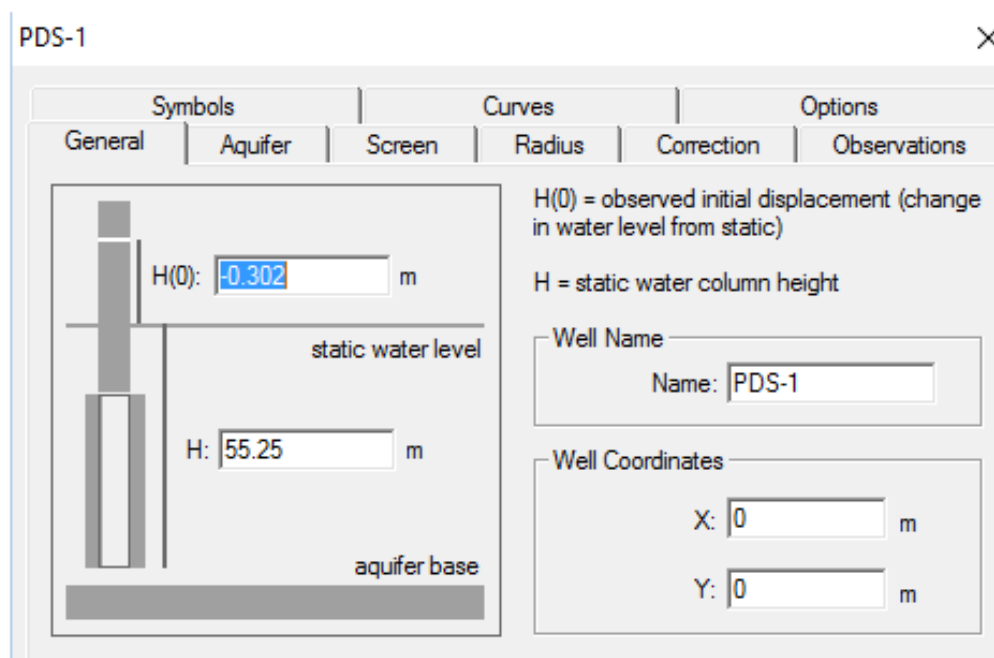 PDS-1
Symbols Curves Options
General Aquifer Screen Radius Correction Observations
H(0): -0.302 m
static water level
H: 55.25 m
aquifer base
H(0) = observed initial displacement (change
in water level from static)
H = static water column height
Well Name
Name: PDS-1
Well Coordinates
X: 0 m
Y: 0 m